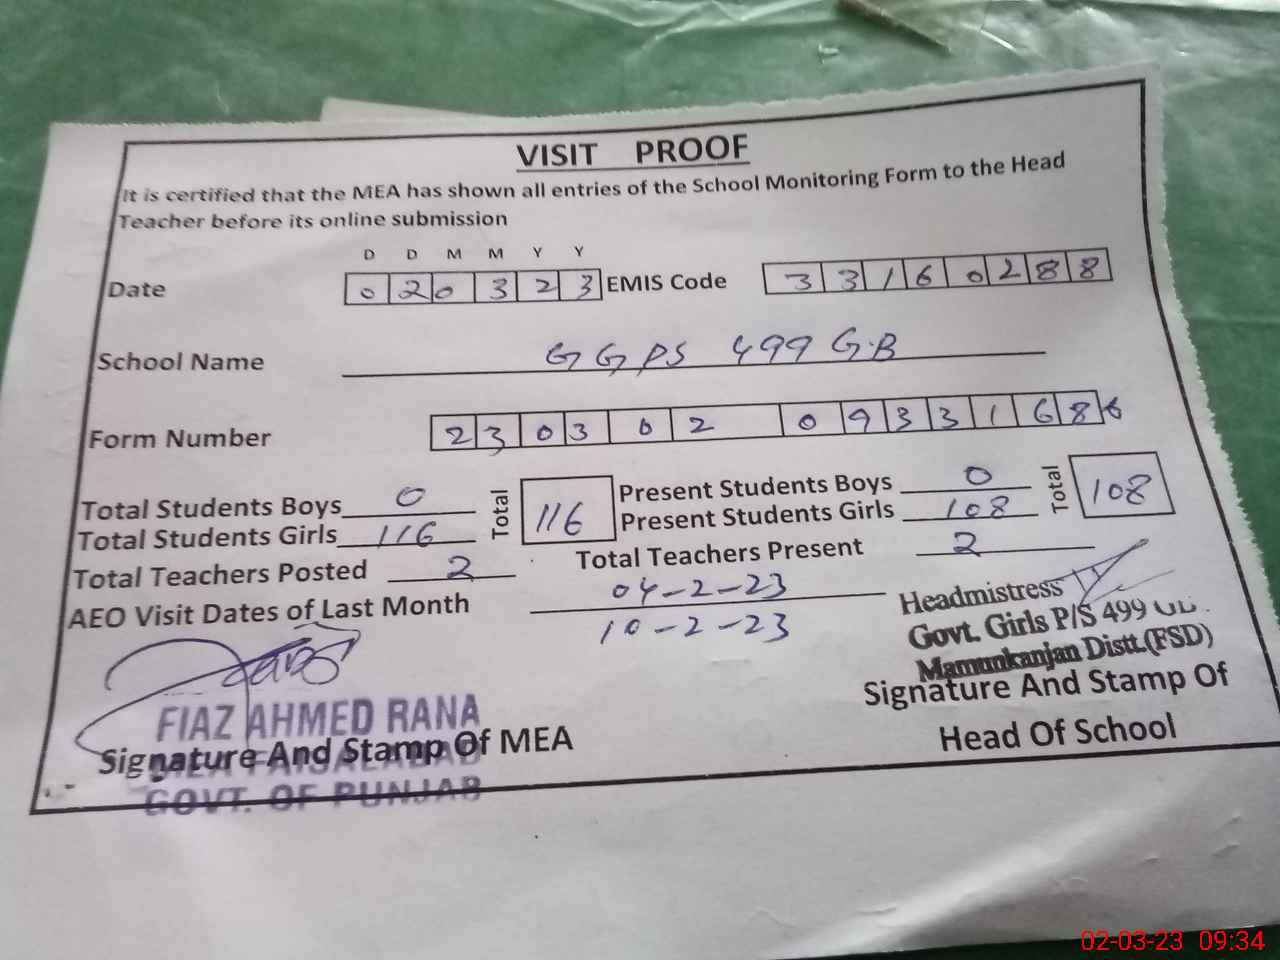 VISIT PROOF
It is certified that the MEA has shown all entries of the School Monitoring Form to the Head
Teacher before its online submission
D D M M Y Y
Date 0 2 0 3 2 3 EMIS Code 3 3 1 6 0 2 8 8
School Name GGPS 499 G.B
Form Number 2 3 0 3 0 2 0 9 3 3 1 6 8 6
Total Students Boys 0 Total 116 Present Students Boys 0 Total 108
Total Students Girls 116 Present Students Girls 108
Total Teachers Posted 2 Total Teachers Present 2
AEO Visit Dates of Last Month 04-2-23
10-2-23
Headmistress
Govt. Girls P/S 499
Mamunkanjan Distt.(FSD)
Signature And Stamp Of
Head Of School
FIAZ AHMED RANA
Signature And Stamp Of MEA
MEA FAISALABAD
GOVT. OF PUNJAB
02-03-23 09:34